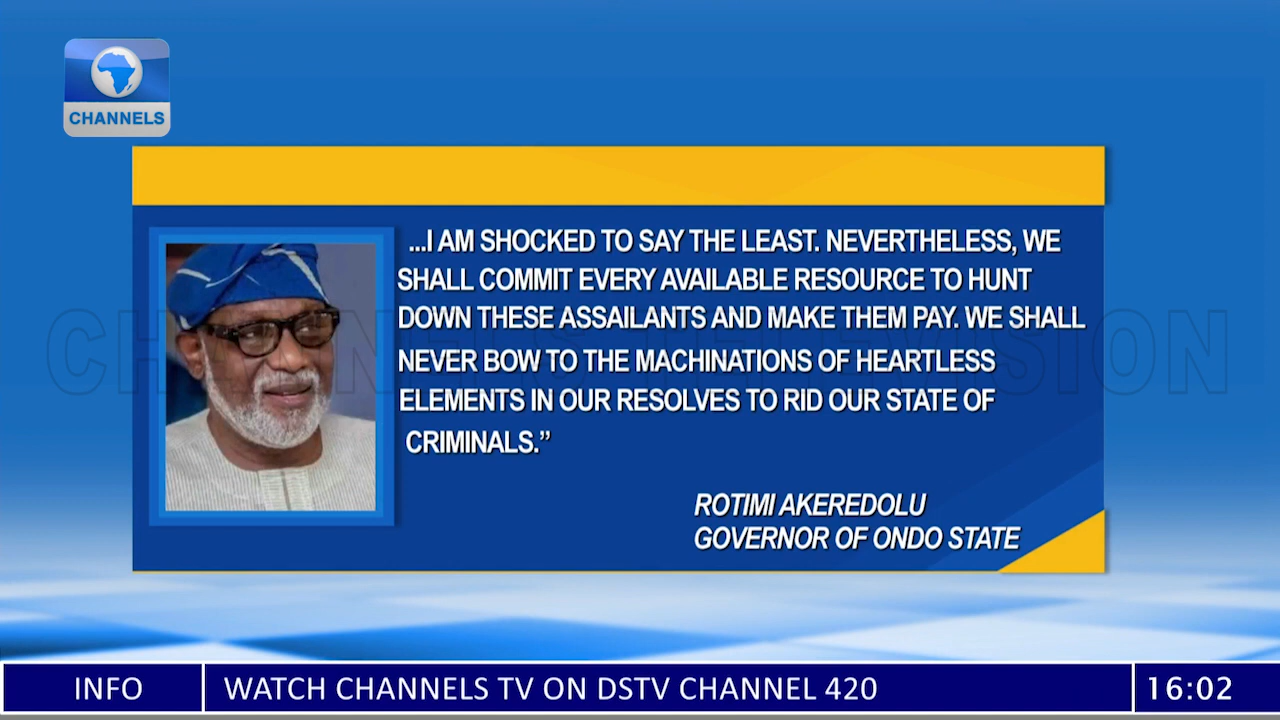 CHANNELS
...I AM SHOCKED TO SAY THE LEAST. NEVERTHELESS, WE
SHALL COMMIT EVERY AVAILABLE RESOURCE TO HUNT
DOWN THESE ASSAILANTS AND MAKE THEM PAY. WE SHALL
NEVER BOW TO THE MACHINATIONS OF HEARTLESS
ELEMENTS IN OUR RESOLVES TO RID OUR STATE OF
CRIMINALS.”
CHANNELS TELEVISION
ROTIMI AKEREDOLU
GOVERNOR OF ONDO STATE
INFO
WATCH CHANNELS TV ON DSTV CHANNEL 420
16:02